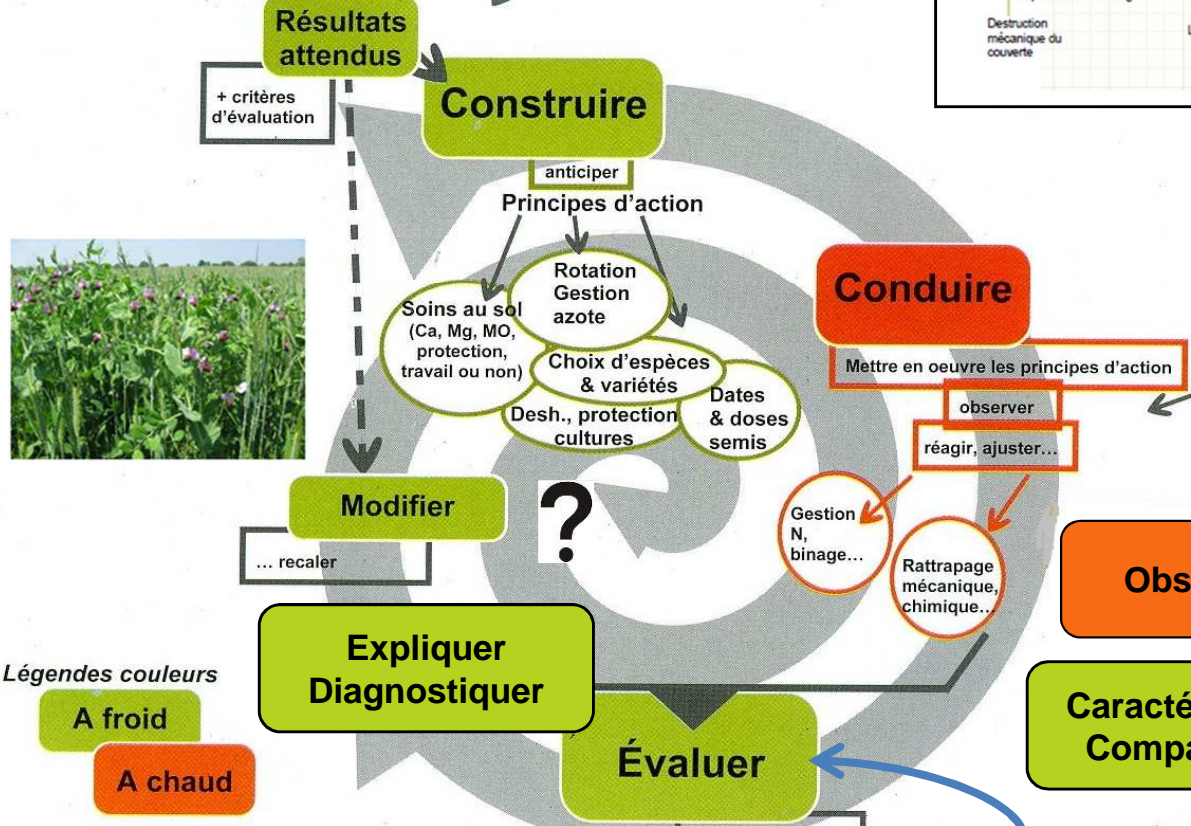 Résultats
attendus
+ critères
d'évaluation
Destruction
mécanique du
couverte
Construire
anticiper
Principes d'action
Rotation
Gestion
azote
Soins au sol
(Ca, Mg, MO,
protection,
travail ou non)
Choix d'espèces
& variétés
Desh., protection
cultures
Dates
& doses
semis
Conduire
Mettre en oeuvre les principes d'action
observer
réagir, ajuster...
Gestion
N,
binage...
Rattrapage
mécanique,
chimique...
Modifier
... recaler
?
Obs
Expliquer
Diagnostiquer
Caracté
Compa
Évaluer
Légendes couleurs
A froid
A chaud